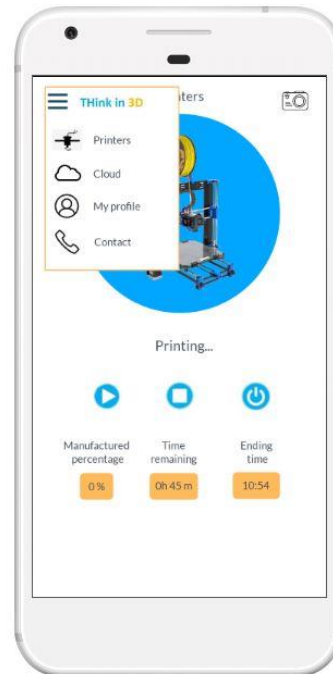 THink in 3D
ters
Printers
Cloud
My profile
Contact
Printing...
Manufactured percentage
Time remaining
Ending time
0 %
0h 45 m
10:54